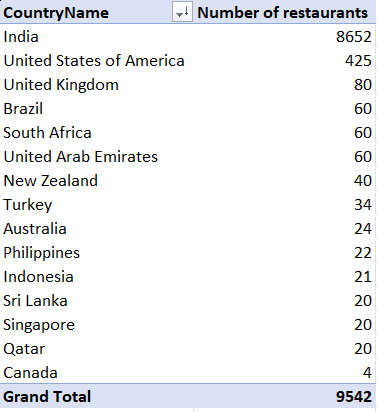 CountryName Number of restaurants
India 8652
United States of America 425
United Kingdom 80
Brazil 60
South Africa 60
United Arab Emirates 60
New Zealand 40
Turkey 34
Australia 24
Philippines 22
Indonesia 21
Sri Lanka 20
Singapore 20
Qatar 20
Canada 4
Grand Total 9542